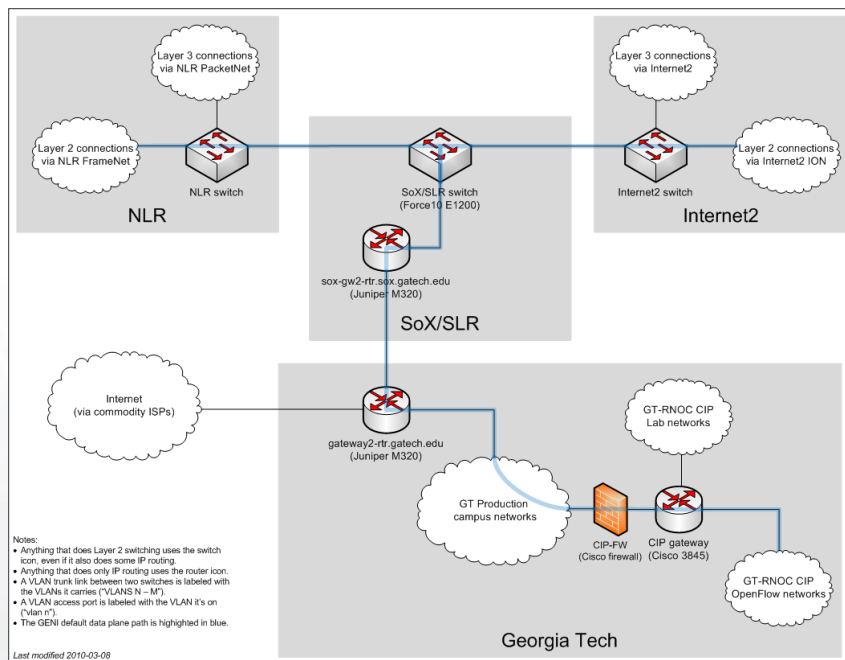 Layer 3 connections
via NLR PacketNet
Layer 2 connections
via NLR FrameNet
NLR switch
NLR
Layer 3 connections
via Internet2
Layer 2 connections
via Internet2 ION
Internet2 switch
Internet2
SoX/SLR switch
(Force10 E1200)
sox-gw2-rtr.sox.gatech.edu
(Juniper M320)
SoX/SLR
Internet
(via commodity ISPs)
gateway2-rtr.gatech.edu
(Juniper M320)
GT Production
campus networks
CIP-FW
(Cisco firewall)
GT-RNOC CIP
Lab networks
CIP gateway
(Cisco 3845)
GT-RNOC CIP
OpenFlow networks
Georgia Tech
Notes:
• Anything that does Layer 2 switching uses the switch
icon, even if it also does some IP routing.
• Anything that does only IP routing uses the router icon.
• A VLAN trunk link between two switches is labeled with
the VLANs it carries ("VLANS N – M").
• A VLAN access port is labeled with the VLAN it's on
("vlan n").
• The GENI default data plane path is highighted in blue.
Last modified 2010-03-08